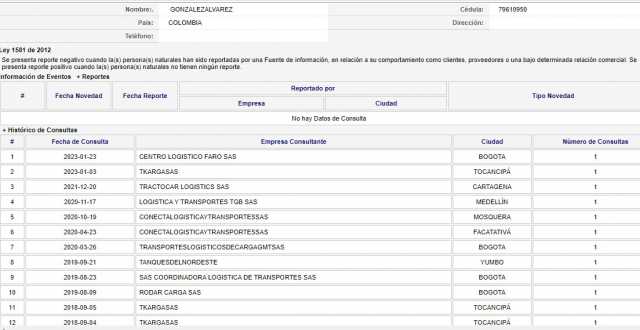 Nombre:. GONZALEZALVAREZ Cédula: 79610950
País: COLOMBIA Dirección:
Teléfono:
Ley 1581 de 2012
Se presenta reporte negativo cuando la(s) persona(s) naturales han sido reportadas por una Fuente de información, en relación a su comportamiento como clientes, proveedores o una bajo determinada relación comercial. Se
presenta reporte positivo cuando la(s) persona(s) naturales no tienen ningún reporte.
Información de Eventos + Reportes
# Fecha Novedad Fecha Reporte Reportado por Tipo Novedad
Empresa Ciudad
No hay Datos de Consulta
+ Histórico de Consultas
# Fecha de Consulta Empresa Consultante Ciudad Número de Consultas
1 2023-01-23 CENTRO LOGISTICO FARO SAS BOGOTA 1
2 2023-01-03 TKARGASAS TOCANCIPÁ 1
3 2021-12-20 TRACTOCAR LOGISTICS SAS CARTAGENA 1
4 2020-11-17 LOGISTICA Y TRANSPORTES TGB SAS MEDELLÍN 1
5 2020-10-19 CONECTALOGISTICAYTRANSPORTESSAS MOSQUERA 1
6 2020-04-23 CONECTALOGISTICAYTRANSPORTESSAS FACATATIVÁ 1
7 2020-03-26 TRANSPORTESLOGISTICOSDECARGAGMTSAS BOGOTA 1
8 2019-09-21 TANQUESDELNORDESTE YUMBO 1
9 2019-08-23 SAS COORDINADORA LOGISTICA DE TRANSPORTES SAS BOGOTA 1
10 2019-08-09 RODAR CARGA SAS BOGOTA 1
11 2018-09-05 TKARGASAS TOCANCIPÁ 1
12 2018-09-04 TKARGASAS TOCANCIPÁ 1